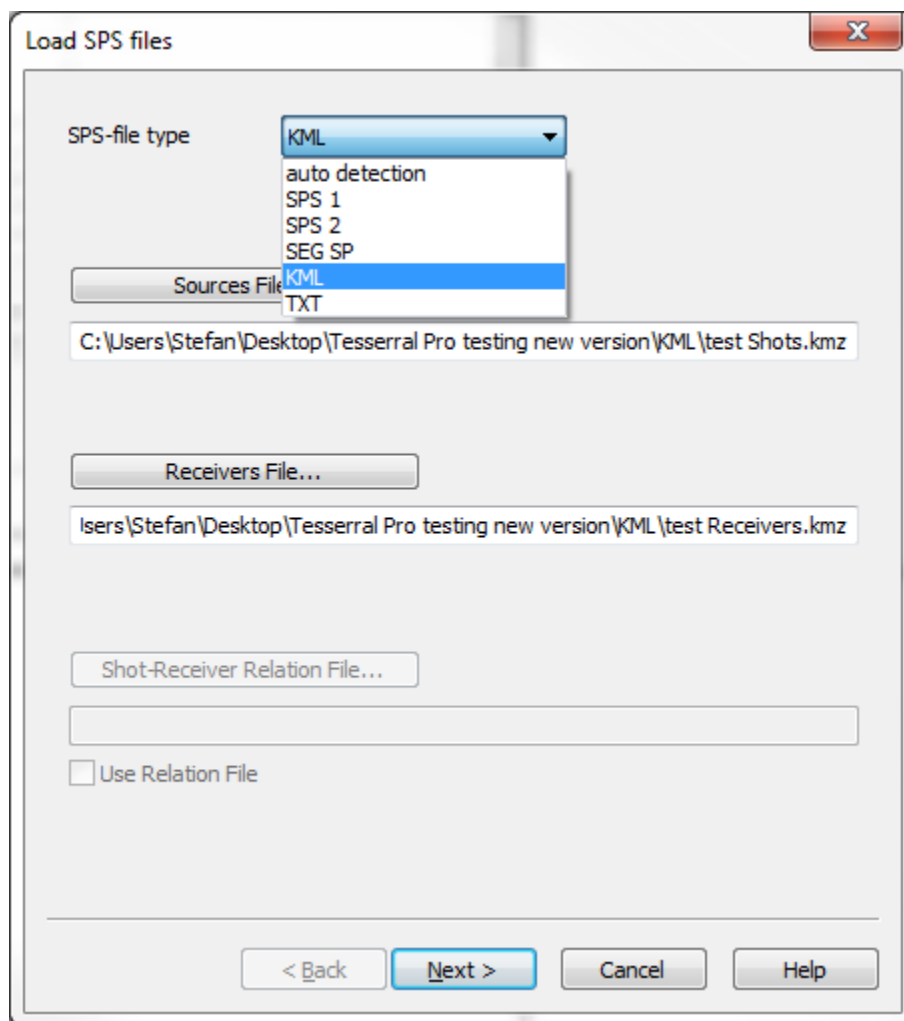 Load SPS files
SPS-file type
KML
auto detection
SPS 1
SPS 2
SEG SP
KML
TXT
Sources File
C:\Users\Stefan\Desktop\Tesserral Pro testing new version\KML\test Shots.kmz
Receivers File...
Isers\Stefan\Desktop\Tesserral Pro testing new version\KML\test Receivers.kmz
Shot-Receiver Relation File...
Use Relation File
< Back
Next >
Cancel
Help